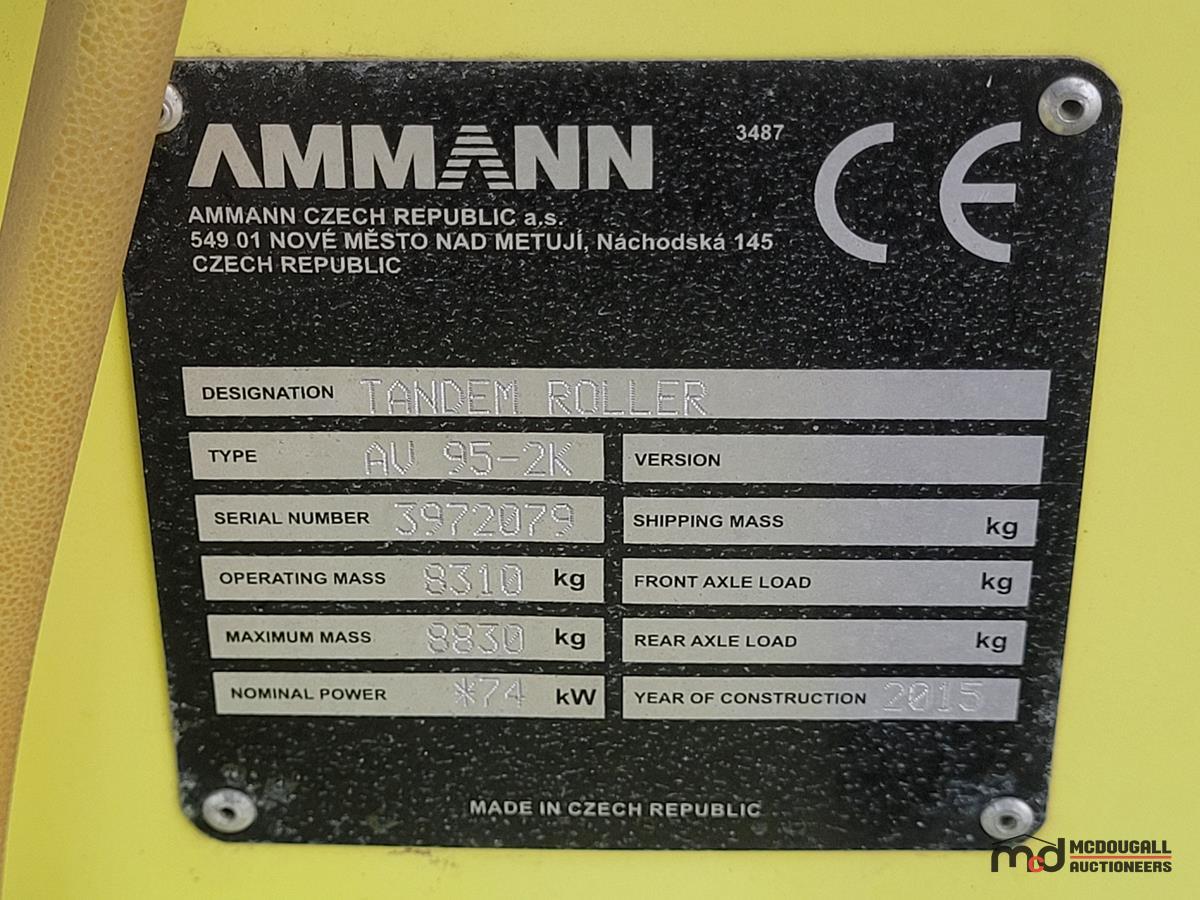 AMMANN
3487
CE
AMMANN CZECH REPUBLIC a.s.
549 01 NOVÉ MĚSTO NAD METUJÍ, Náchodská 145
CZECH REPUBLIC
DESIGNATION TANDEM ROLLER
TYPE AV 95-2K
VERSION
SERIAL NUMBER 3972079
SHIPPING MASS kg
OPERATING MASS 8310 kg
FRONT AXLE LOAD kg
MAXIMUM MASS 8830 kg
REAR AXLE LOAD kg
NOMINAL POWER *74 kW
YEAR OF CONSTRUCTION 2015
MADE IN CZECH REPUBLIC
mcd
MCDOUGALL
AUCTIONEERS